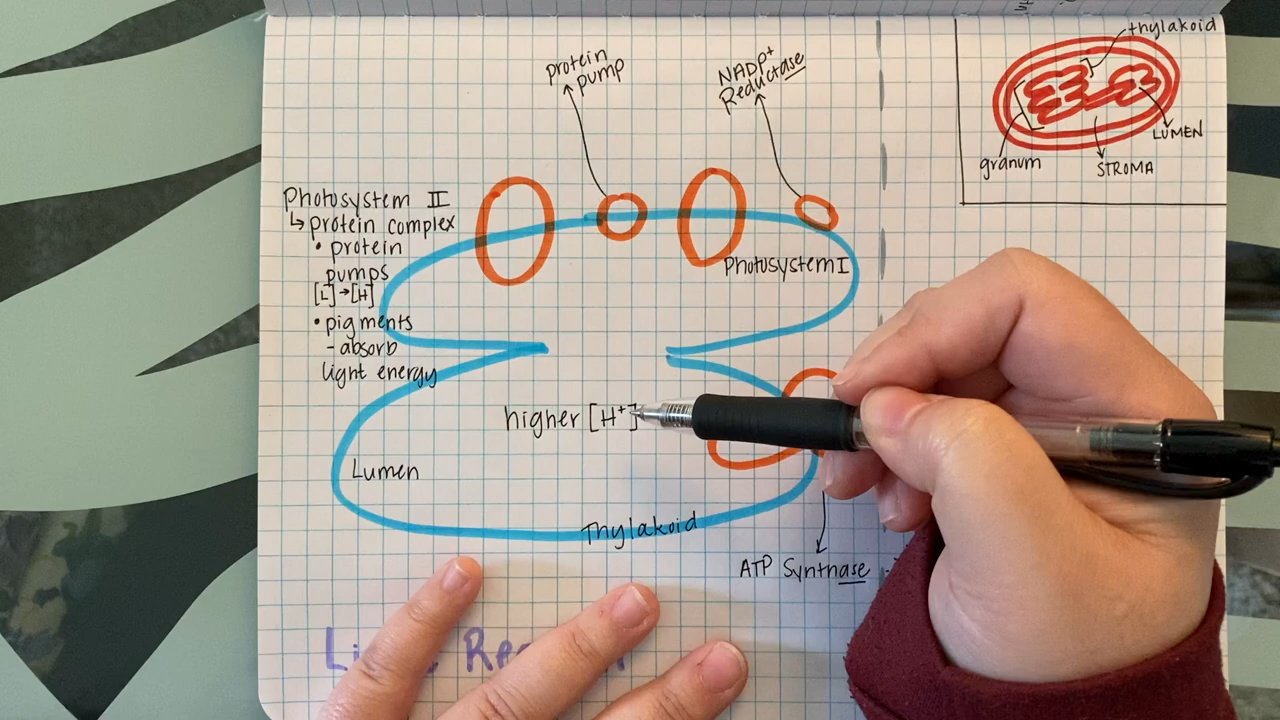 protein
pump
NADP+
Reductase
thylakoid
granum
LUMEN
STROMA
Photosystem II
↳ protein complex
• protein
pumps
[L]→[H]
• pigments
- absorb
light energy
Photosystem I
higher [H+]
Lumen
Thylakoid
ATP Synthase